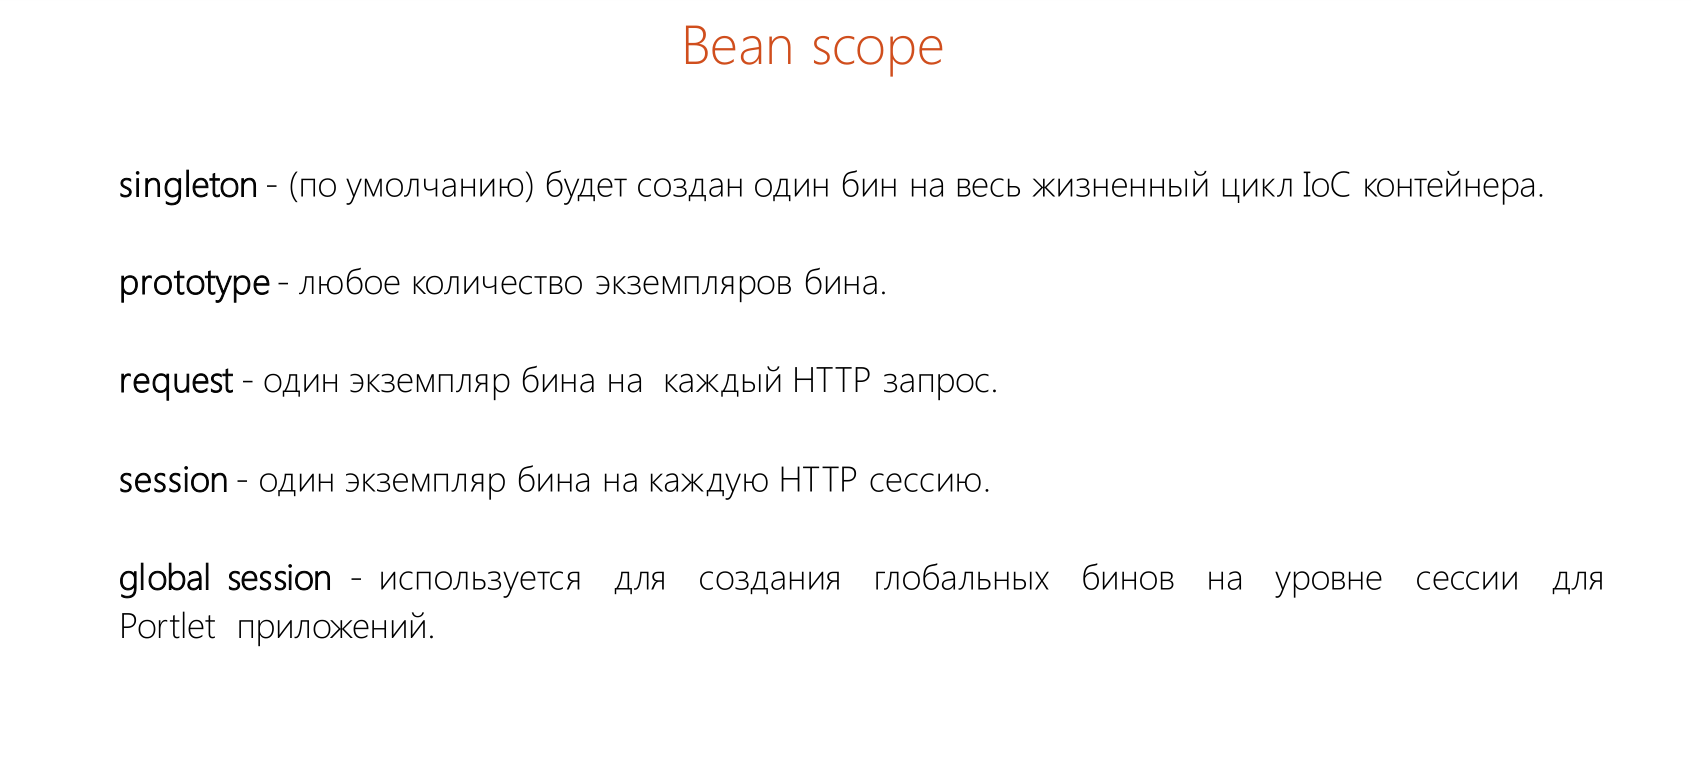 Bean scope
singleton - (по умолчанию) будет создан один бин на весь жизненный цикл IoC контейнера.
prototype - любое количество экземпляров бина.
request - один экземпляр бина на каждый HTTP запрос.
session - один экземпляр бина на каждую HTTP сессию.
global session - используется для создания глобальных бинов на уровне сессии для
Portlet приложений.